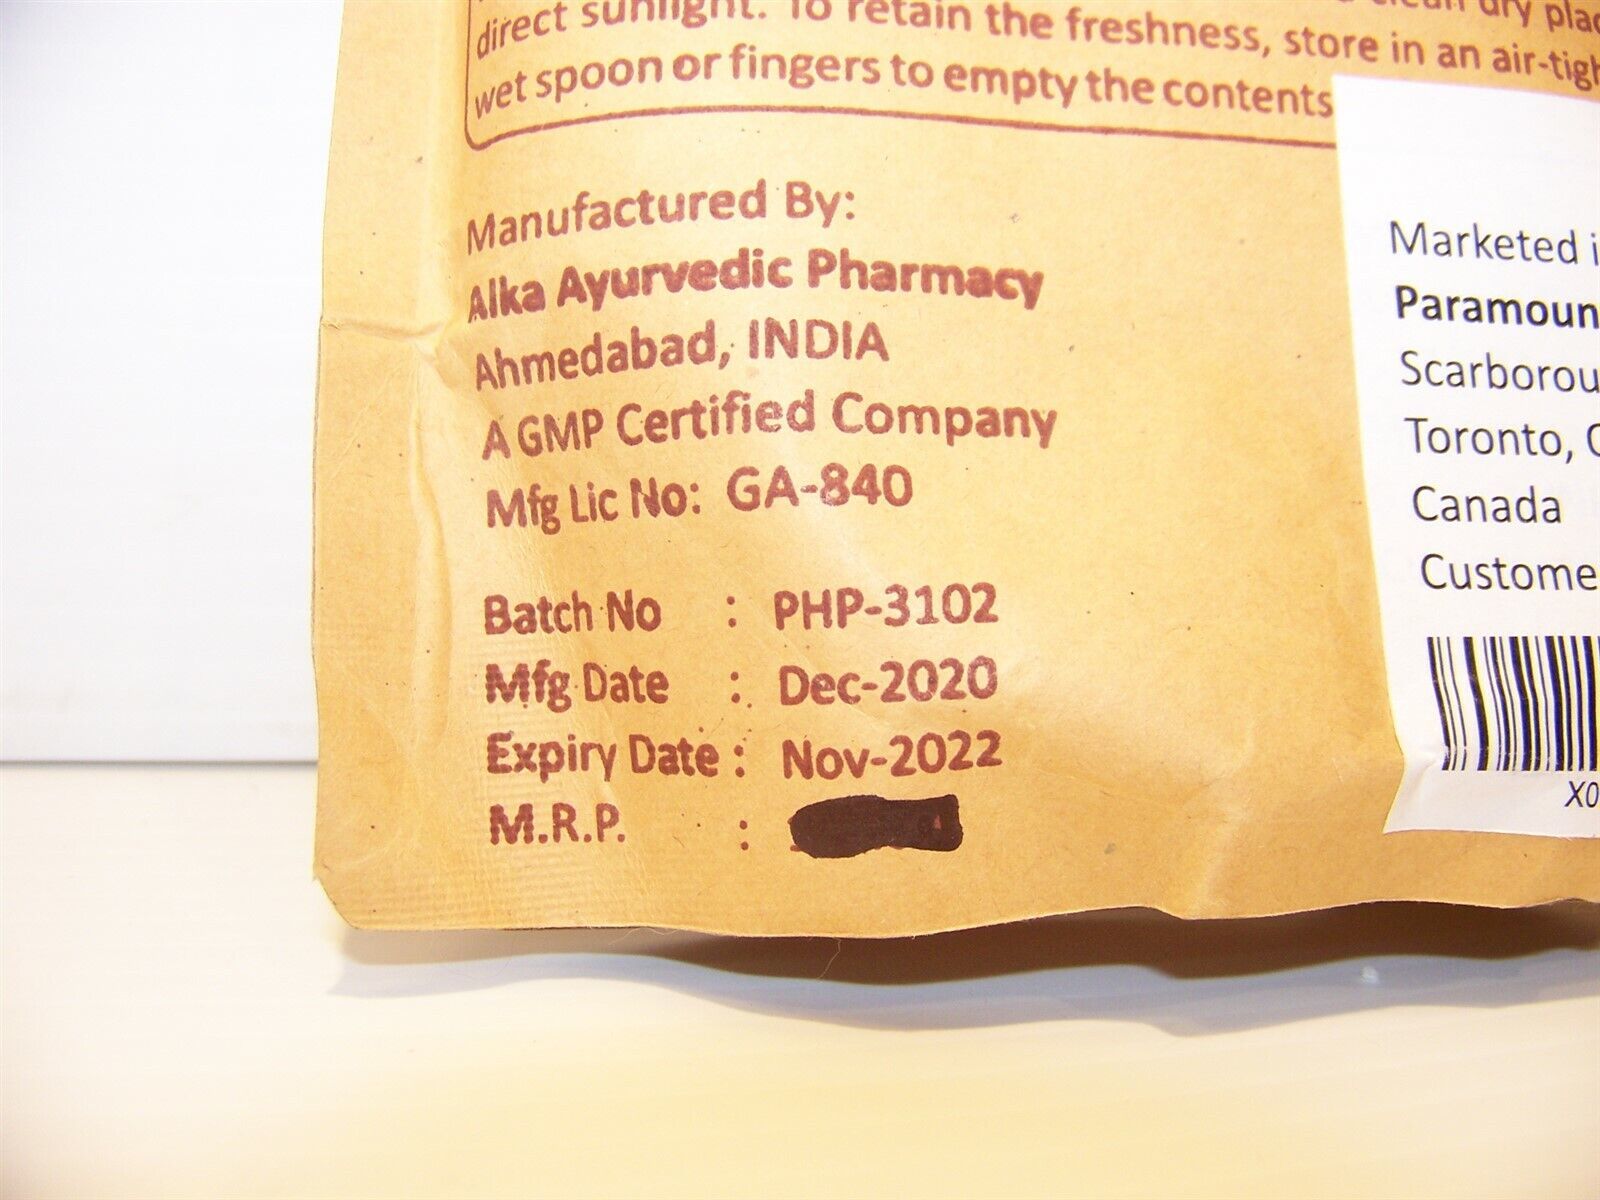 direct sunlight. To retain the freshness, store in an air-tigh
wet spoon or fingers to empty the contents
Manufactured By:
Alka Ayurvedic Pharmacy
Ahmedabad, INDIA
A GMP Certified Company
Mfg Lic No: GA-840
Batch No : PHP-3102
Mfg Date : Dec-2020
Expiry Date : Nov-2022
M.R.P. :
Marketed i
Paramoun
Scarborou
Toronto,
Canada
Custome
X0